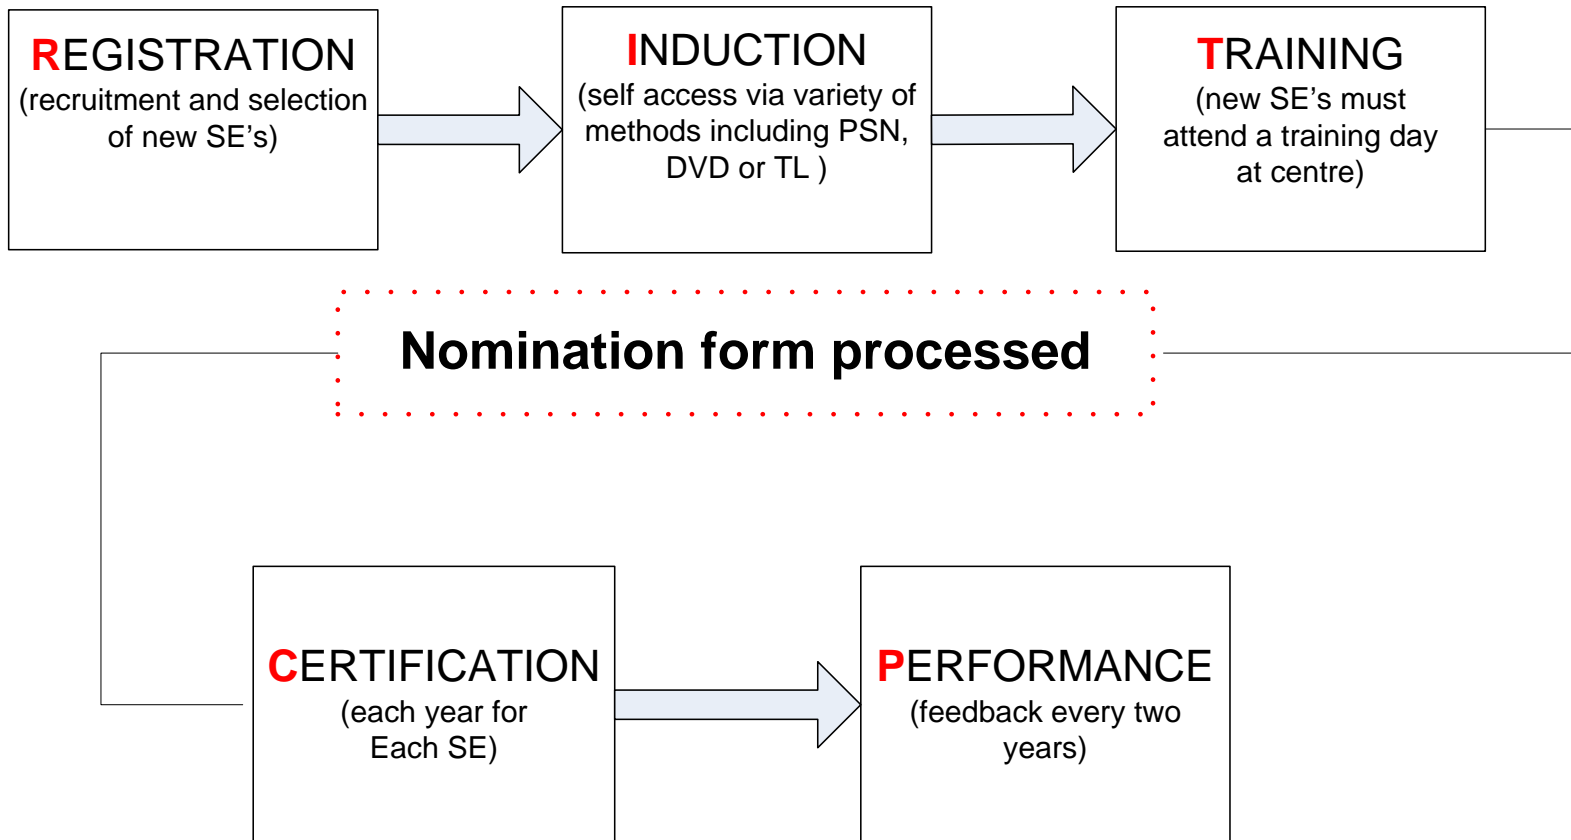 REGISTRATION
(recruitment and selection
of new SE's)
INDUCTION
(self access via variety of
methods including PSN,
DVD or TL )
TRAINING
(new SE's must
attend a training day
at centre)
Nomination form processed
CERTIFICATION
(each year for
Each SE)
PERFORMANCE
(feedback every two
years)